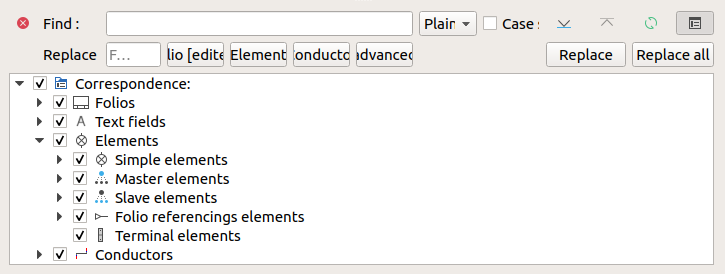 Find : Plain Case s
Replace F… lio [edite Element onducto advanced Replace Replace all
Correspondence:
Folios
Text fields
Elements
Simple elements
Master elements
Slave elements
Folio referencings elements
Terminal elements
Conductors